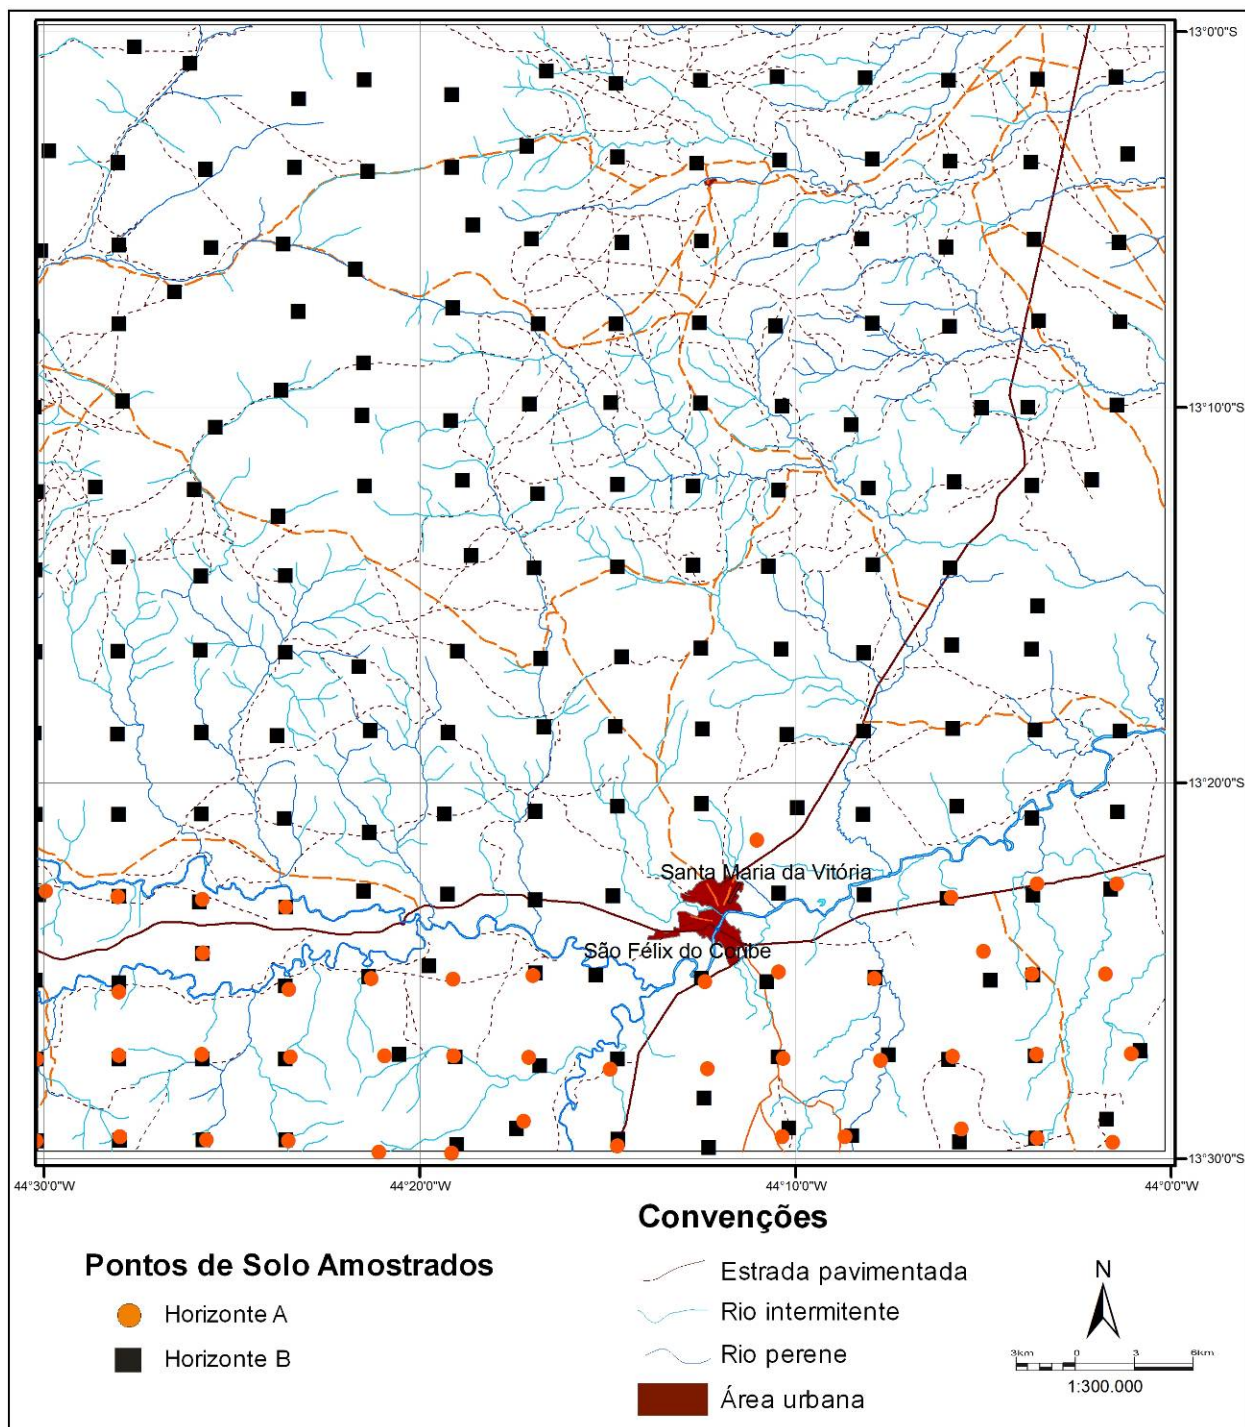 13°0'0"S
13°10'0"S
Santa Maria da Vitória
São Félix do Coribe
13°20'0"S
13°30'0"S
44°30'0"W
44°20'0"W
44°10'0"W
44°0'0"W
Convenções
Pontos de Solo Amostrados
Horizonte A
Horizonte B
Estrada pavimentada
Rio intermitente
Rio perene
Área urbana
N
3km 0 3 6km
1:300.000